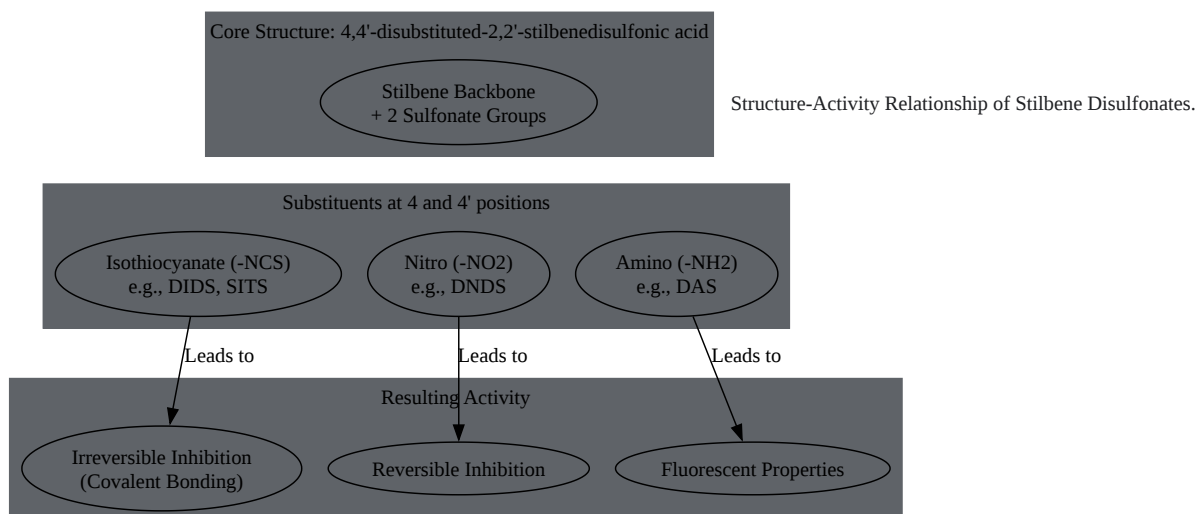 Core Structure: 4,4'-disubstituted-2,2'-stilbenedisulfonic acid
Stilbene Backbone
+ 2 Sulfonate Groups
Structure-Activity Relationship of Stilbene Disulfonates.
Substituents at 4 and 4' positions
Isothiocyanate (-NCS)
e.g., DIDS, SITS
Nitro (-NO2)
e.g., DNDS
Amino (-NH2)
e.g., DAS
Leads to
Leads to
Leads to
Resulting Activity
Irreversible Inhibition
(Covalent Bonding)
Reversible Inhibition
Fluorescent Properties